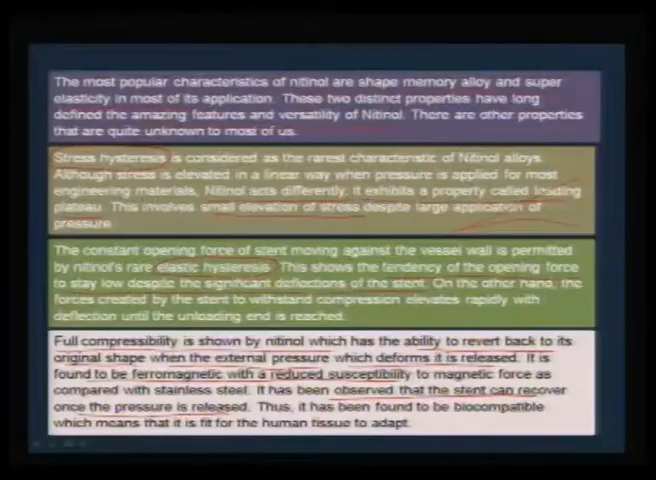 The most popular characteristics of nitinol are shape memory alloy and super
elasticity in most of its application. These two distinct properties have long
defined the amazing features and versatility of Nitinol. There are other properties
that are quite unknown to most of us.
Stress hysteresis is considered as the rarest characteristic of Nitinol alloys.
Although stress is elevated in a linear way when pressure is applied for most
engineering materials, Nitinol acts differently, it exhibits a property called loading
plateau. This involves small elevation of stress despite large application of
pressure.
The constant opening force of stent moving against the vessel wall is permitted
by nitinol's rare elastic hysteresis. This shows the tendency of the opening force
to stay low despite the significant deflections of the stent. On the other hand, the
forces created by the stent to withstand compression elevates rapidly with
deflection until the unloading end is reached.
Full compressibility is shown by nitinol which has the ability to revert back to its
original shape when the external pressure which deforms it is released. It is
found to be ferromagnetic with a reduced susceptibility to magnetic force as
compared with stainless steel. It has been observed that the stent can recover
once the pressure is released. Thus, it has been found to be biocompatible
which means that it is fit for the human tissue to adapt.